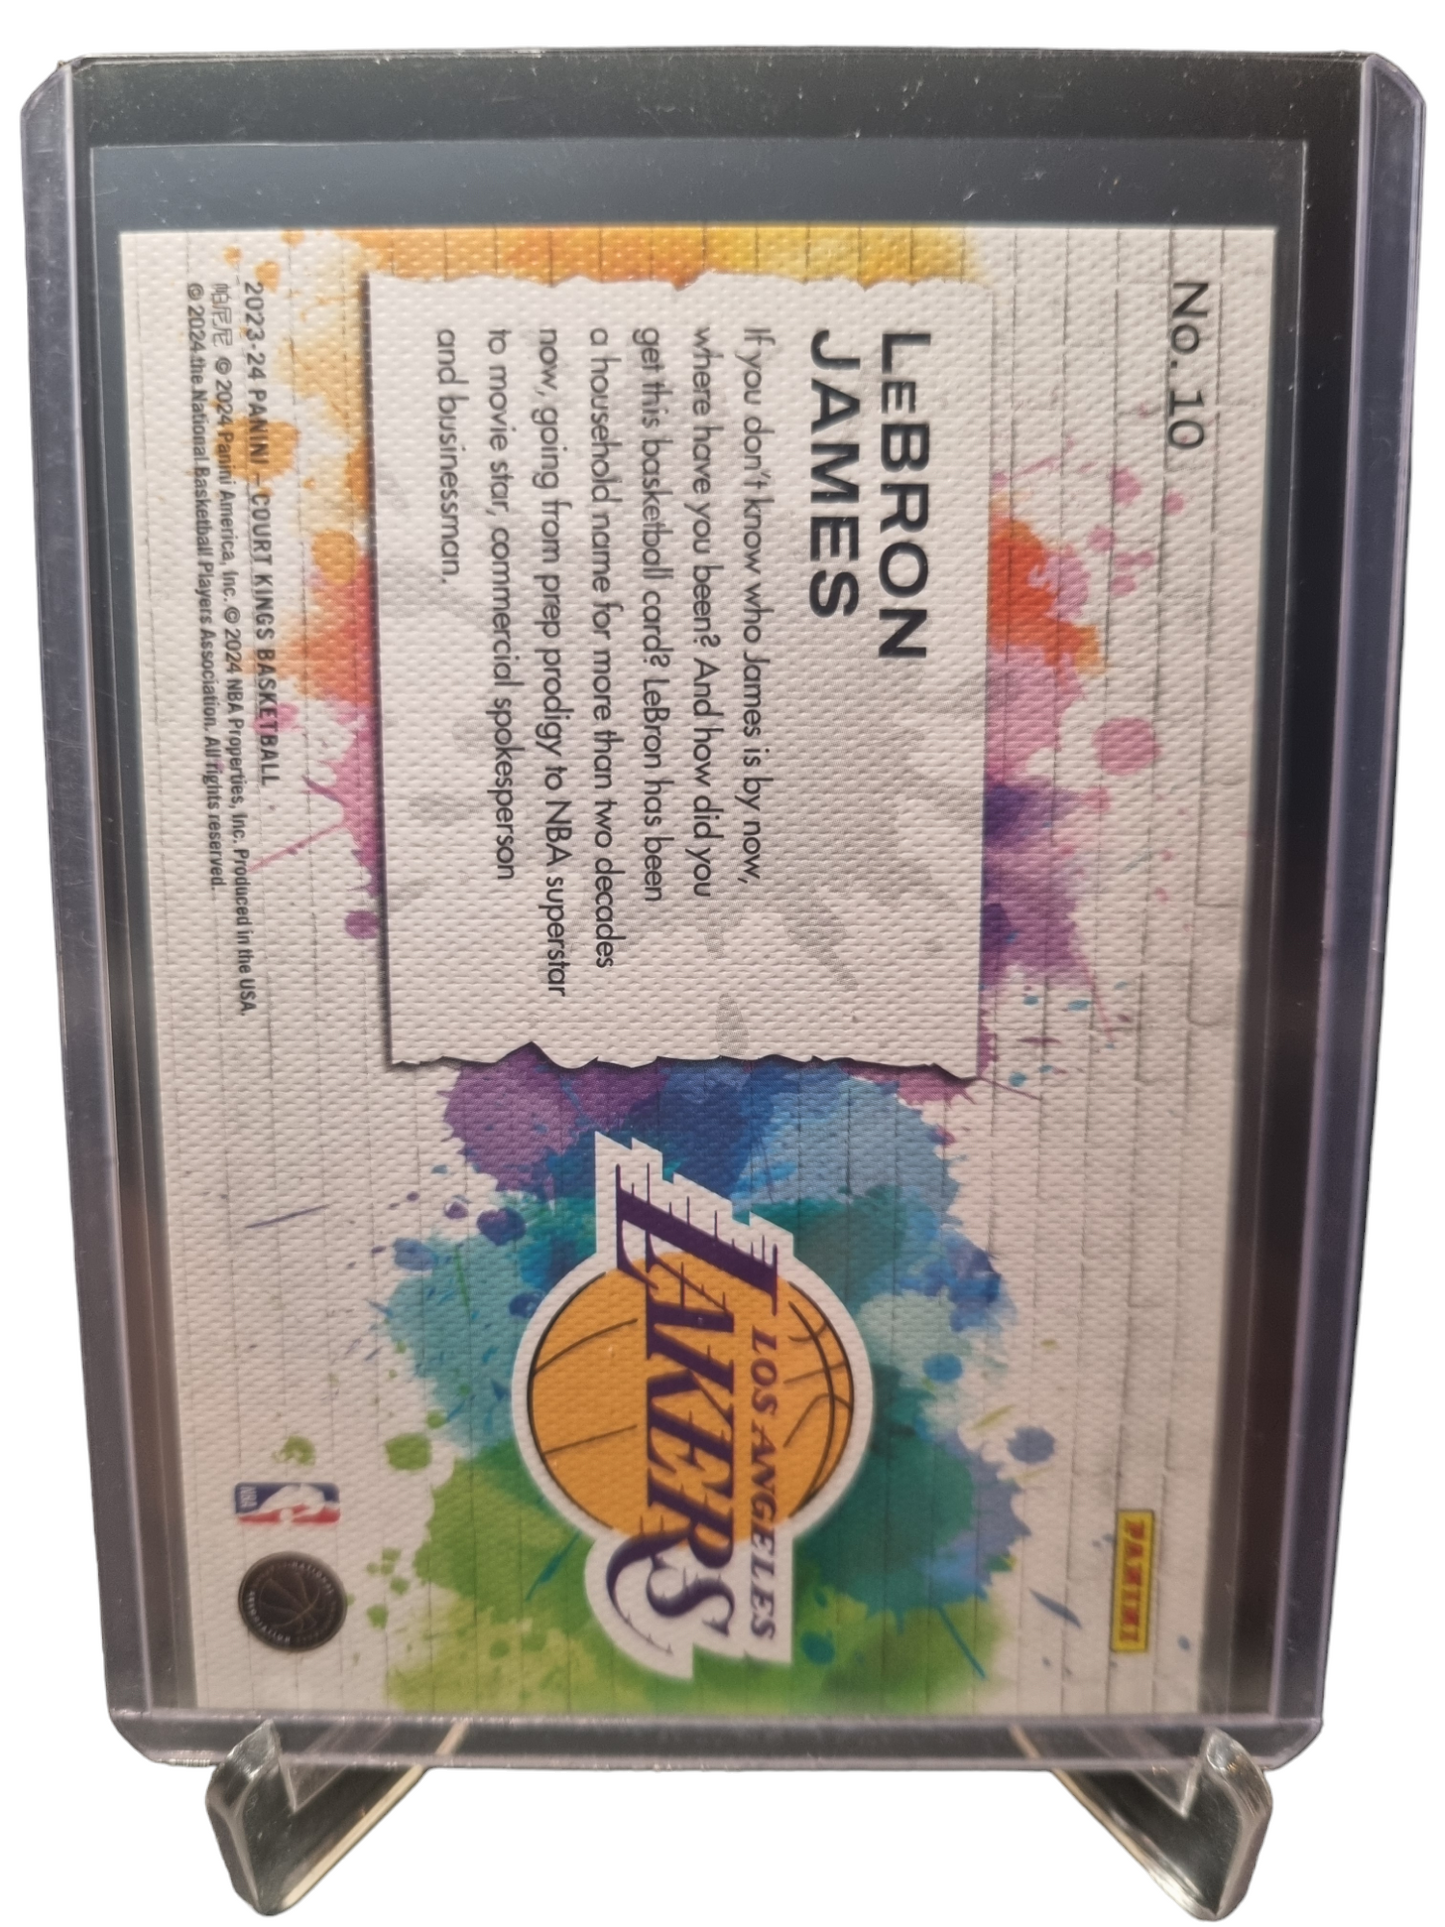 No. 10
PANINI
LeBRON
JAMES
If you don't know who James is by now,
where have you been? And how did you
get this basketball card? LeBron has been
a household name for more than two decades
now, going from prep prodigy to NBA superstar
to movie star, commercial spokesperson
and businessman.
LOS ANGELES
LAKERS
2023-24 PANINI – COURT KINGS BASKETBALL
帕尼尼 © 2024 Panini America, Inc. © 2024 NBA Properties, Inc. Produced in the USA.
© 2024 the National Basketball Players Association. All rights reserved.
NBA